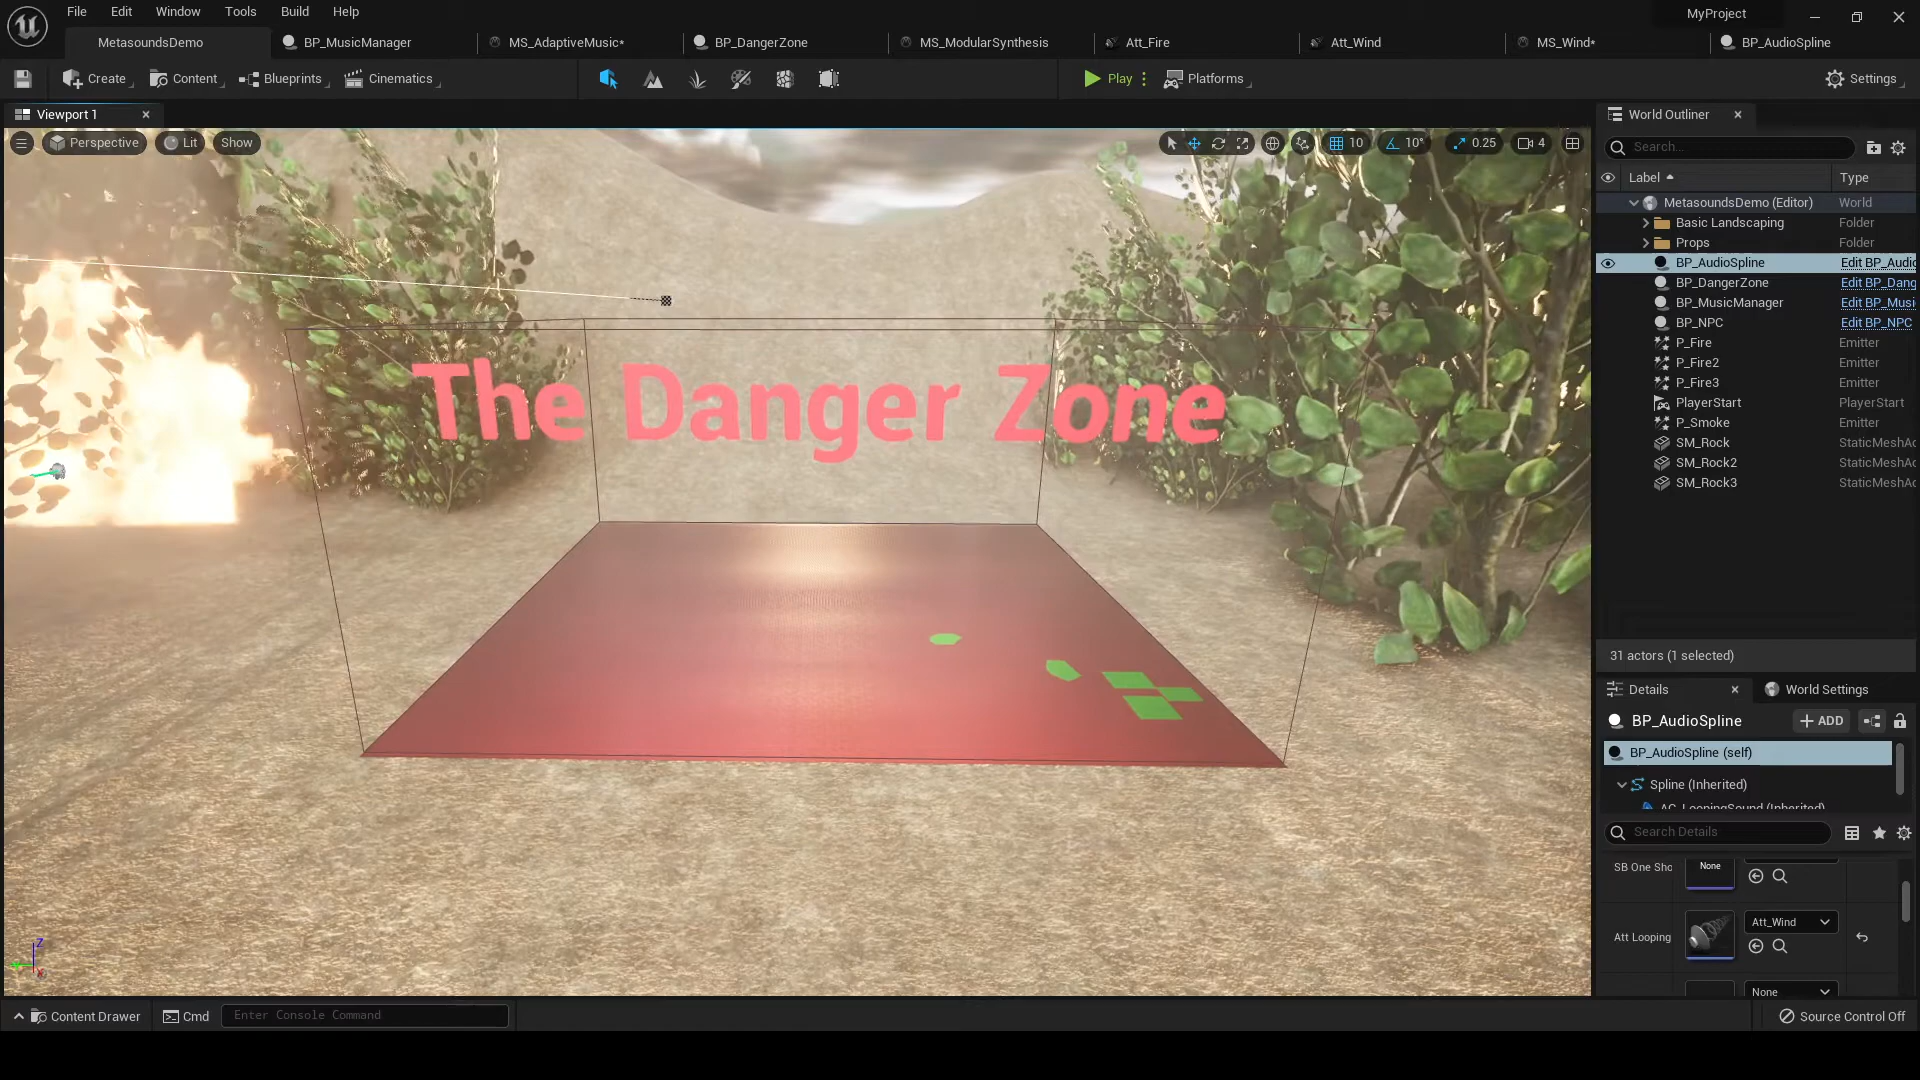 File Edit Window Tools Build Help
MyProject
MetasoundsDemo BP_MusicManager MS_AdaptiveMusic* BP_DangerZone MS_ModularSynthesis Att_Fire Att_Wind MS_Wind* BP_AudioSpline
Create Content Blueprints Cinematics Play Platforms Settings
Viewport 1
Perspective Lit Show 10 10° 0.25 4
The Danger Zone
Z
X
World Outliner
Search...
Label Type
MetasoundsDemo (Editor) World
Basic Landscaping Folder
Props Folder
BP_AudioSpline Edit BP_Audio
BP_DangerZone Edit BP_Dang
BP_MusicManager Edit BP_Musi
BP_NPC Edit BP_NPC
P_Fire Emitter
P_Fire2 Emitter
P_Fire3 Emitter
PlayerStart PlayerStart
P_Smoke Emitter
SM_Rock StaticMeshAc
SM_Rock2 StaticMeshAc
SM_Rock3 StaticMeshAc
31 actors (1 selected)
Details World Settings
BP_AudioSpline ADD
BP_AudioSpline (self)
Spline (Inherited)
AC_LoopingSound (Inherited)
Search Details
SB One Sho None
Att Looping Att_Wind
None
Content Drawer Cmd Enter Console Command Source Control Off